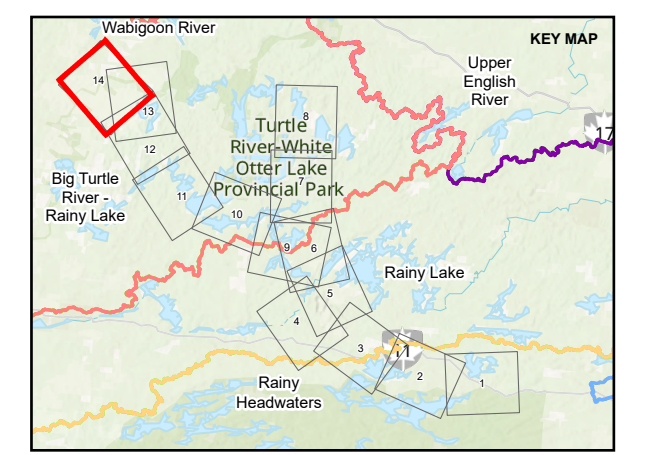 Wabigoon River
KEY MAP
Upper
English
River
14
13
8
17
Turtle
River-White
Otter Lake
Provincial Park
12
7
Big Turtle
River -
Rainy Lake
11
10
9
6
Rainy Lake
5
4
3
11
2
1
Rainy
Headwaters